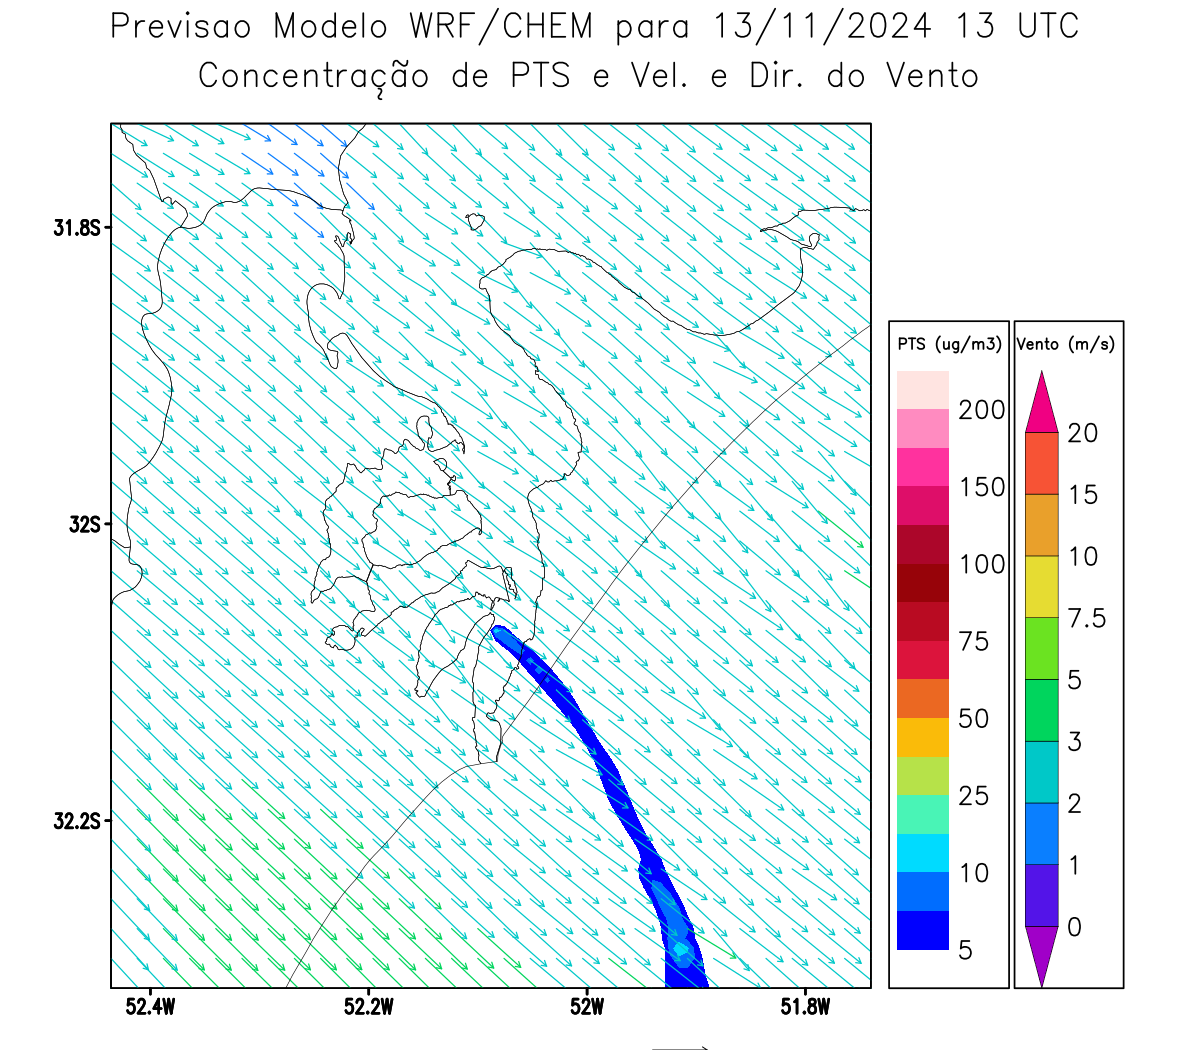 Previsao Modelo WRF/CHEM para 13/11/2024 13 UTC
Concentração de PTS e Vel. e Dir. do Vento
31.8S
32S
32.2S
52.4W
52.2W
52W
51.8W
PTS (ug/m3)
200
150
100
75
50
25
10
5
Vento (m/s)
20
15
10
7.5
5
3
2
1
0